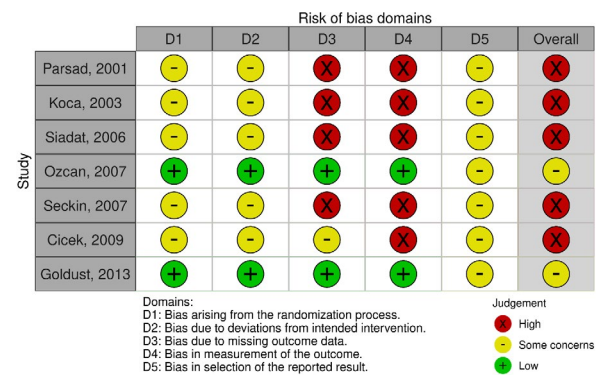 Risk of bias domains
D1 D2 D3 D4 D5 Overall
Study
Parsad, 2001 - - X X - X
Koca, 2003 - - X X - X
Siadat, 2006 - - X X - X
Ozcan, 2007 + + + + - -
Seckin, 2007 - - X X - X
Cicek, 2009 - - - X - X
Goldust, 2013 + + + + - -
Domains:
D1: Bias arising from the randomization process.
D2: Bias due to deviations from intended intervention.
D3: Bias due to missing outcome data.
D4: Bias in measurement of the outcome.
D5: Bias in selection of the reported result.
Judgement
X High
- Some concerns
+ Low